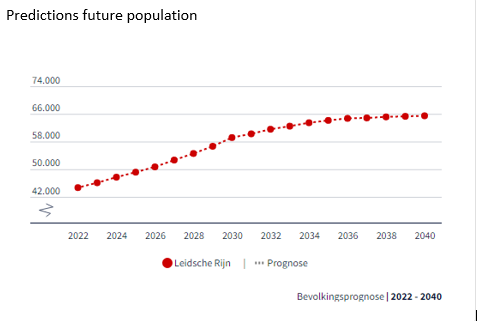 Predictions future population
74.000
66.000
58.000
50.000
42.000
2022 2024 2026 2028 2030 2032 2034 2036 2038 2040
Leidsche Rijn | Prognose
Bevolkingsprognose | 2022 - 2040